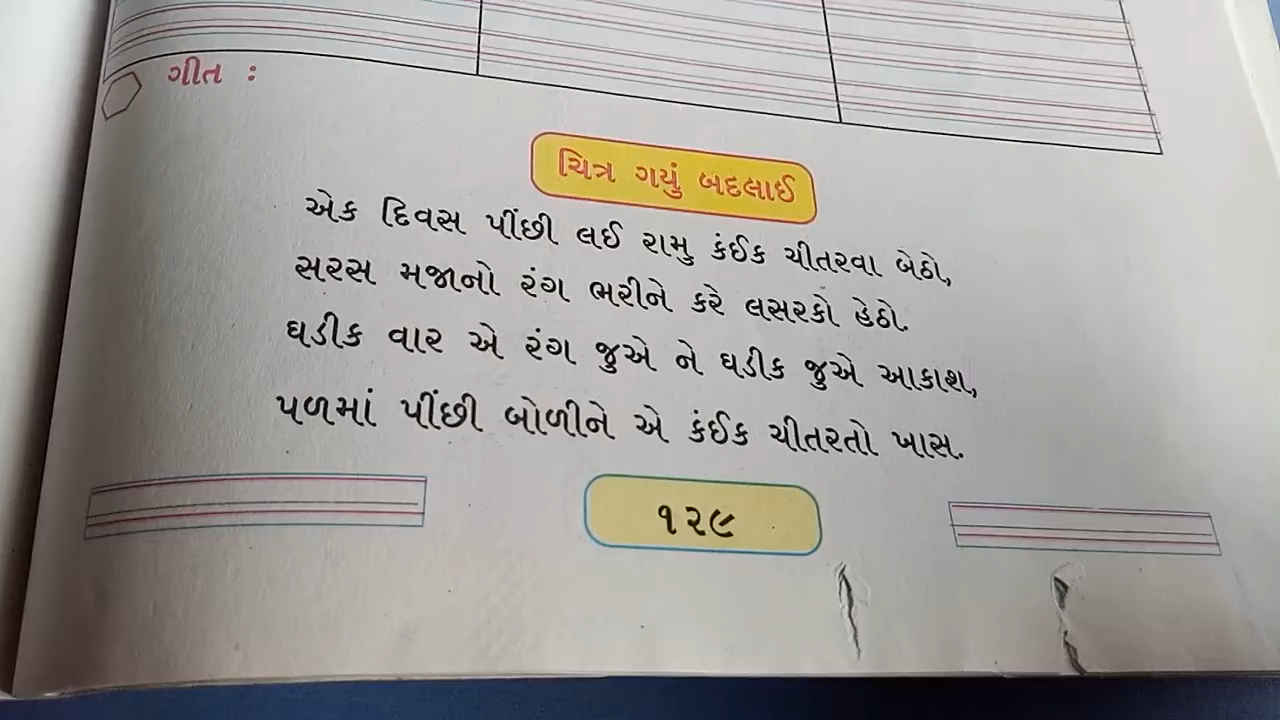 ગીત :
ચિત્ર ગયું બદલાઈ
એક દિવસ પીંછી લઈ રામુ કંઈક ચીતરવા બેઠો,
સરસ મજાનો રંગ ભરીને કરે લસરકો હેઠો.
ઘડીક વાર એ રંગ જુએ ને ઘડીક જુએ આકાશ,
પળમાં પીંછી બોળીને એ કંઈક ચીતરતો ખાસ.
૧૨૯